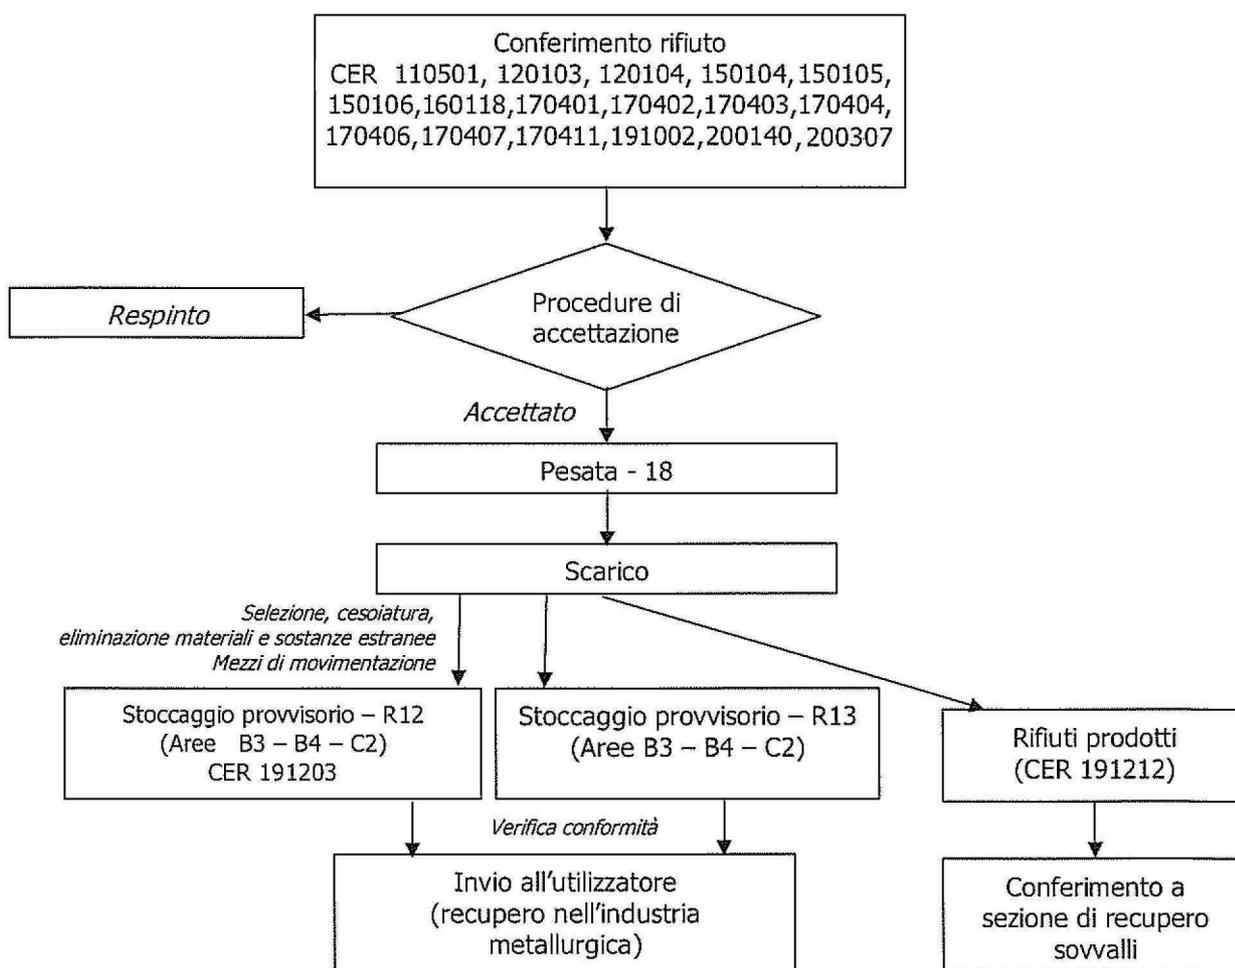 Conferimento rifiuto
CER 110501, 120103, 120104, 150104,150105,
150106,160118,170401,170402,170403,170404,
170406,170407,170411,191002,200140,200307
Procedure di
accettazione
Respinto
Accettato
Pesata - 18
Scarico
Selezione, cesoiatura,
eliminazione materiali e sostanze estranee
Mezzi di movimentazione
Stoccaggio provvisorio – R12
(Aree B3 – B4 – C2)
CER 191203
Stoccaggio provvisorio – R13
(Aree B3 – B4 – C2)
Rifiuti prodotti
(CER 191212)
Verifica conformità
Invio all'utilizzatore
(recupero nell'industria
metallurgica)
Conferimento a
sezione di recupero
sovvalli